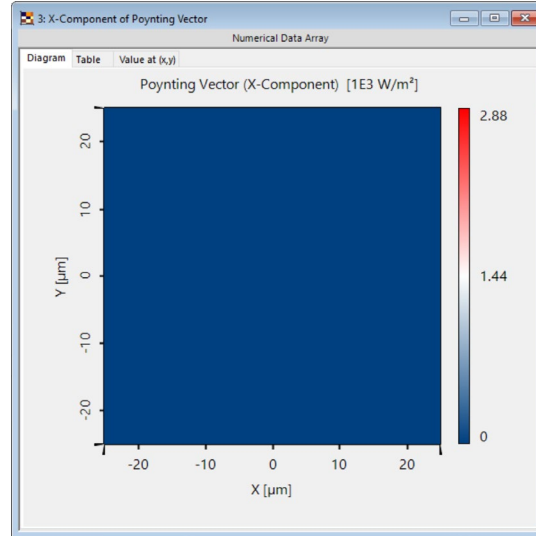 3: X-Component of Poynting Vector
Numerical Data Array
Diagram Table Value at (x,y)
Poynting Vector (X-Component) [1E3 W/m²]
2.88
1.44
0
Y [µm]
20
10
0
-10
-20
-20 -10 0 10 20
X [µm]